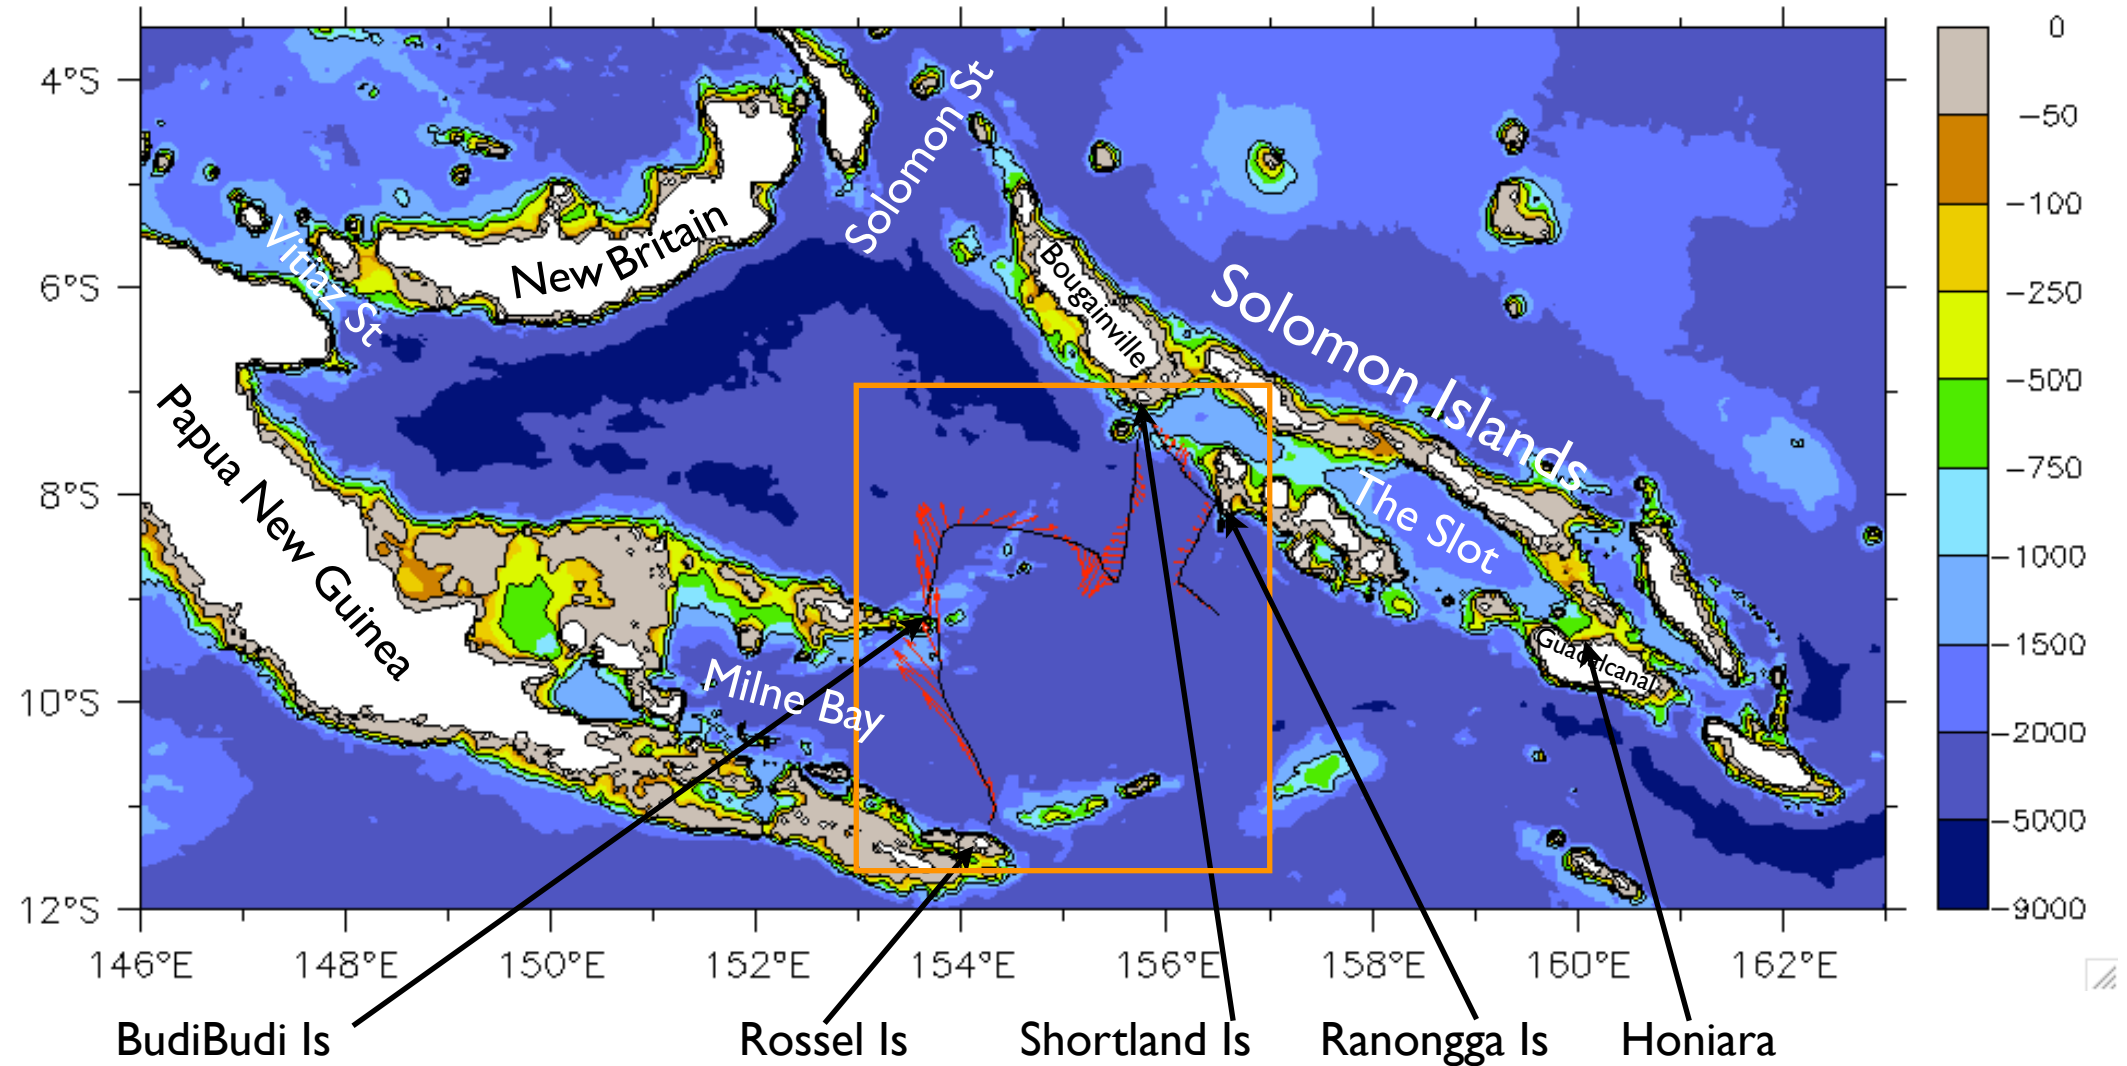 4°S
6°S
8°S
10°S
12°S
146°E
148°E
150°E
152°E
154°E
156°E
158°E
160°E
162°E
Solomon St
Vitiaz St
New Britain
Bougainville
Solomon Islands
Papua New Guinea
The Slot
Milne Bay
Guadalcanal
BudiBudi Is
Rossel Is
Shortland Is
Ranongga Is
Honiara
0
-50
-100
-250
-500
-750
-1000
-1500
-2000
-5000
-9000